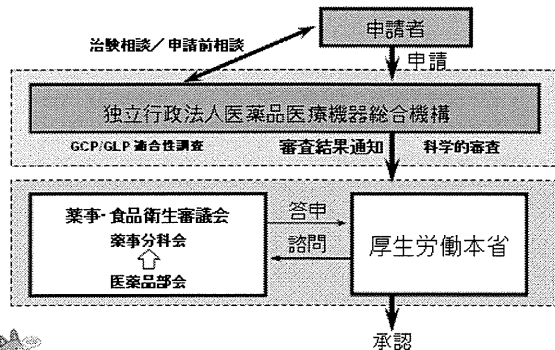 申請者
治験相談／申請前相談
申請
独立行政法人医薬品医療機器総合機構
GCP/GLP 適合性調査
審査結果通知
科学的審査
薬事・食品衛生審議会
薬事分科会
医薬品部会
答申
諮問
厚生労働本省
承認